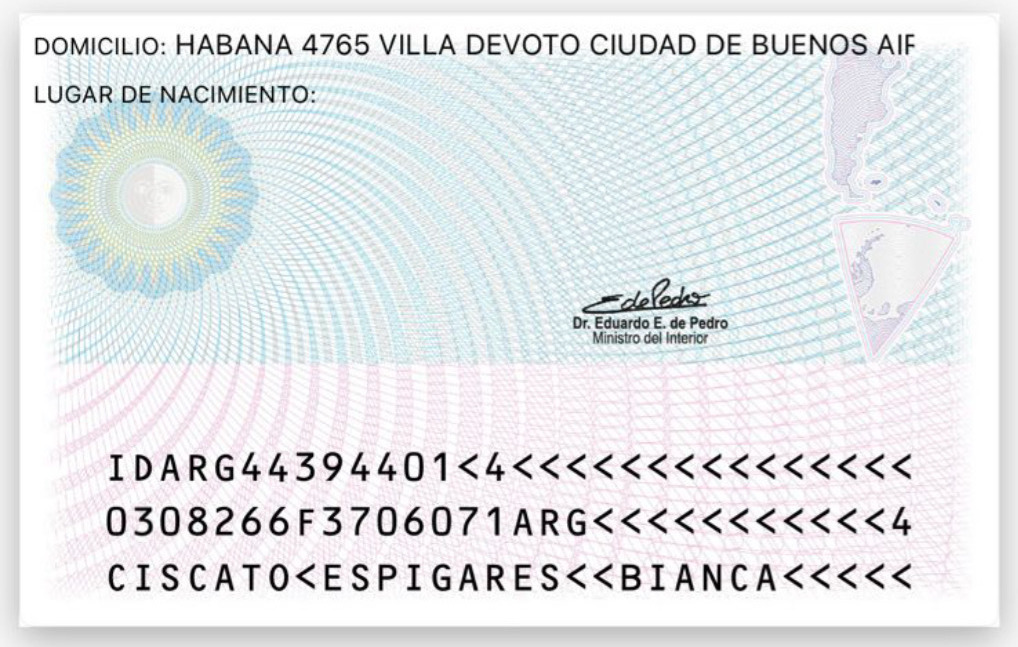 DOMICILIO: HABANA 4765 VILLA DEVOTO CIUDAD DE BUENOS AIR
LUGAR DE NACIMIENTO:
EdePedro
Dr. Eduardo E. de Pedro
Ministro del Interior
IDARG44394401<4<<<<<<<<<<<<<<<
0308266F3706071ARG<<<<<<<<<<<4
CISCATO<ESPIGARES<<BIANCA<<<<<